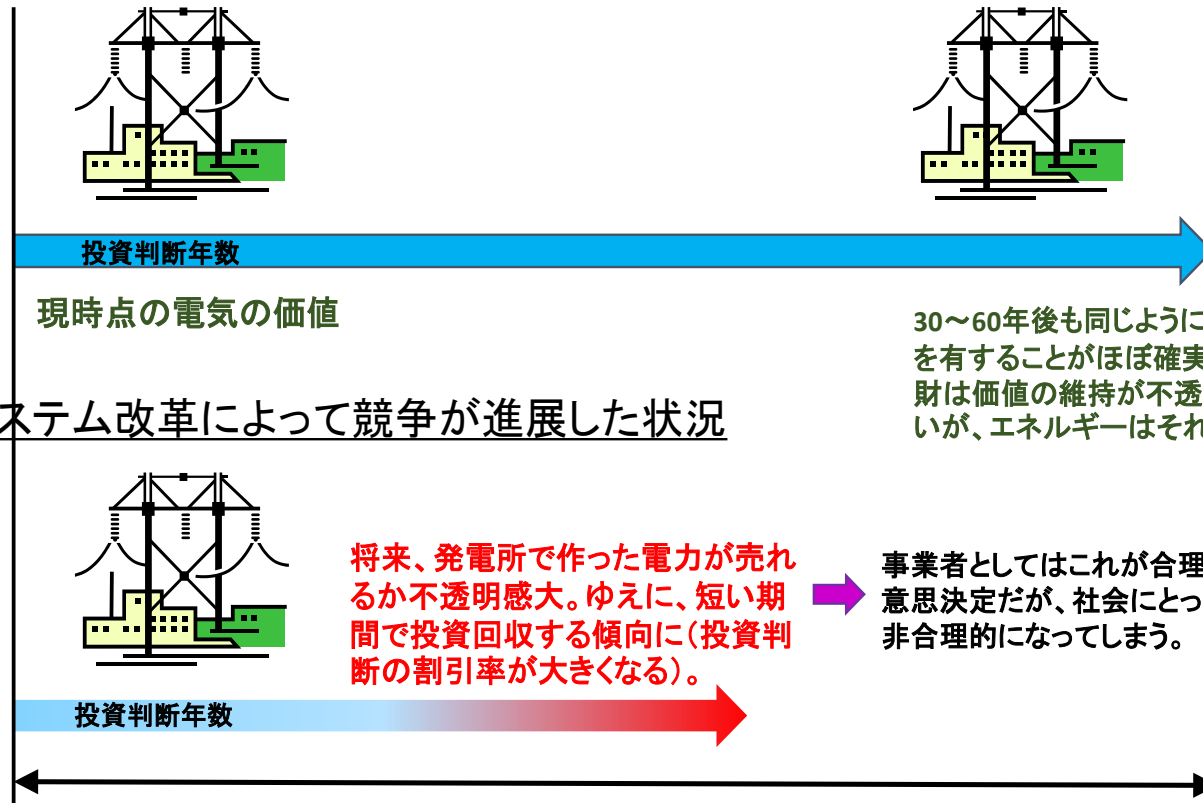 投資判断年数
現時点の電気の価値
30～60年後も同じように
を有することがほぼ確実
財は価値の維持が不透
いが、エネルギーはそれ
ステム改革によって競争が進展した状況
将来、発電所で作った電力が売れ
るか不透明感大。ゆえに、短い期
間で投資回収する傾向に（投資判
断の割引率が大きくなる）。
事業者としてはこれが合理
意思決定だが、社会にとっ
非合理的になってしまう。
投資判断年数